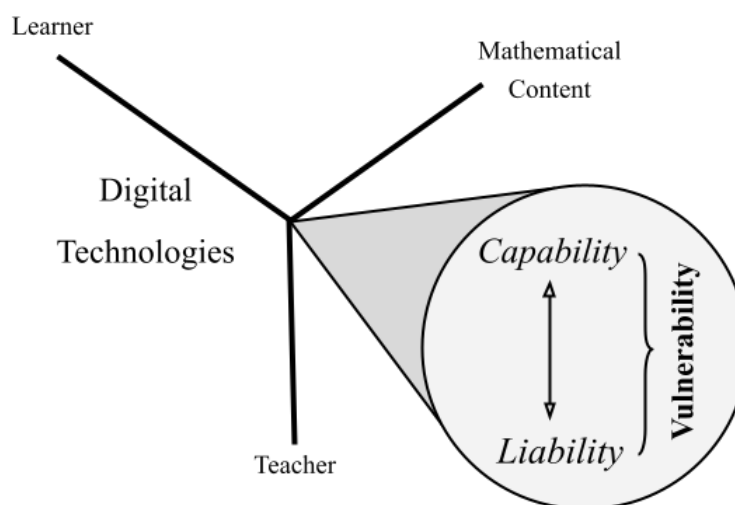 Learner
Mathematical
Content
Digital
Technologies
Capability
Vulnerability
Liability
Teacher